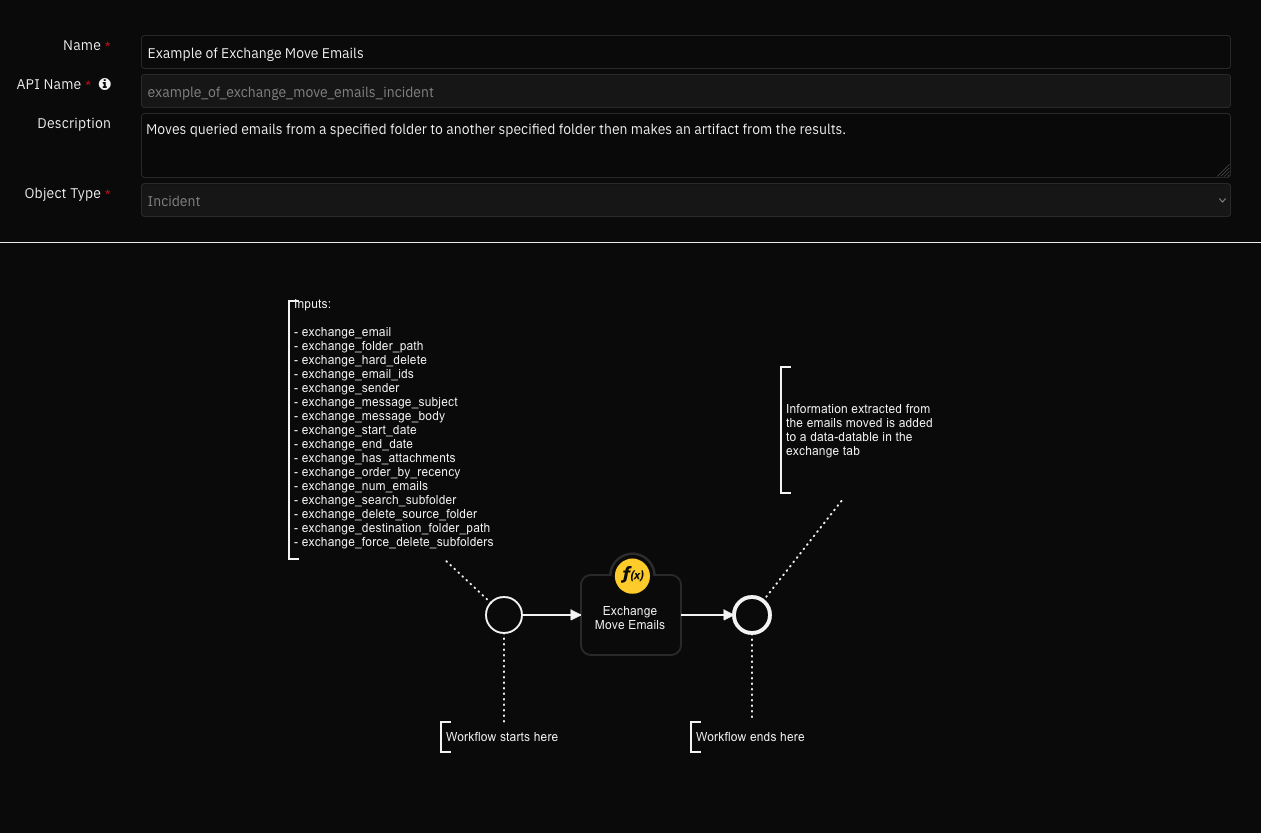 Name *
Example of Exchange Move Emails
API Name *
example_of_exchange_move_emails_incident
Description
Moves queried emails from a specified folder to another specified folder then makes an artifact from the results.
Object Type *
Incident
Inputs:
- exchange_email
- exchange_folder_path
- exchange_hard_delete
- exchange_email_ids
- exchange_sender
- exchange_message_subject
- exchange_message_body
- exchange_start_date
- exchange_end_date
- exchange_has_attachments
- exchange_order_by_recency
- exchange_num_emails
- exchange_search_subfolder
- exchange_delete_source_folder
- exchange_destination_folder_path
- exchange_force_delete_subfolders
Information extracted from
the emails moved is added
to a data-datable in the
exchange tab
f(x)
Exchange
Move Emails
Workflow starts here
Workflow ends here